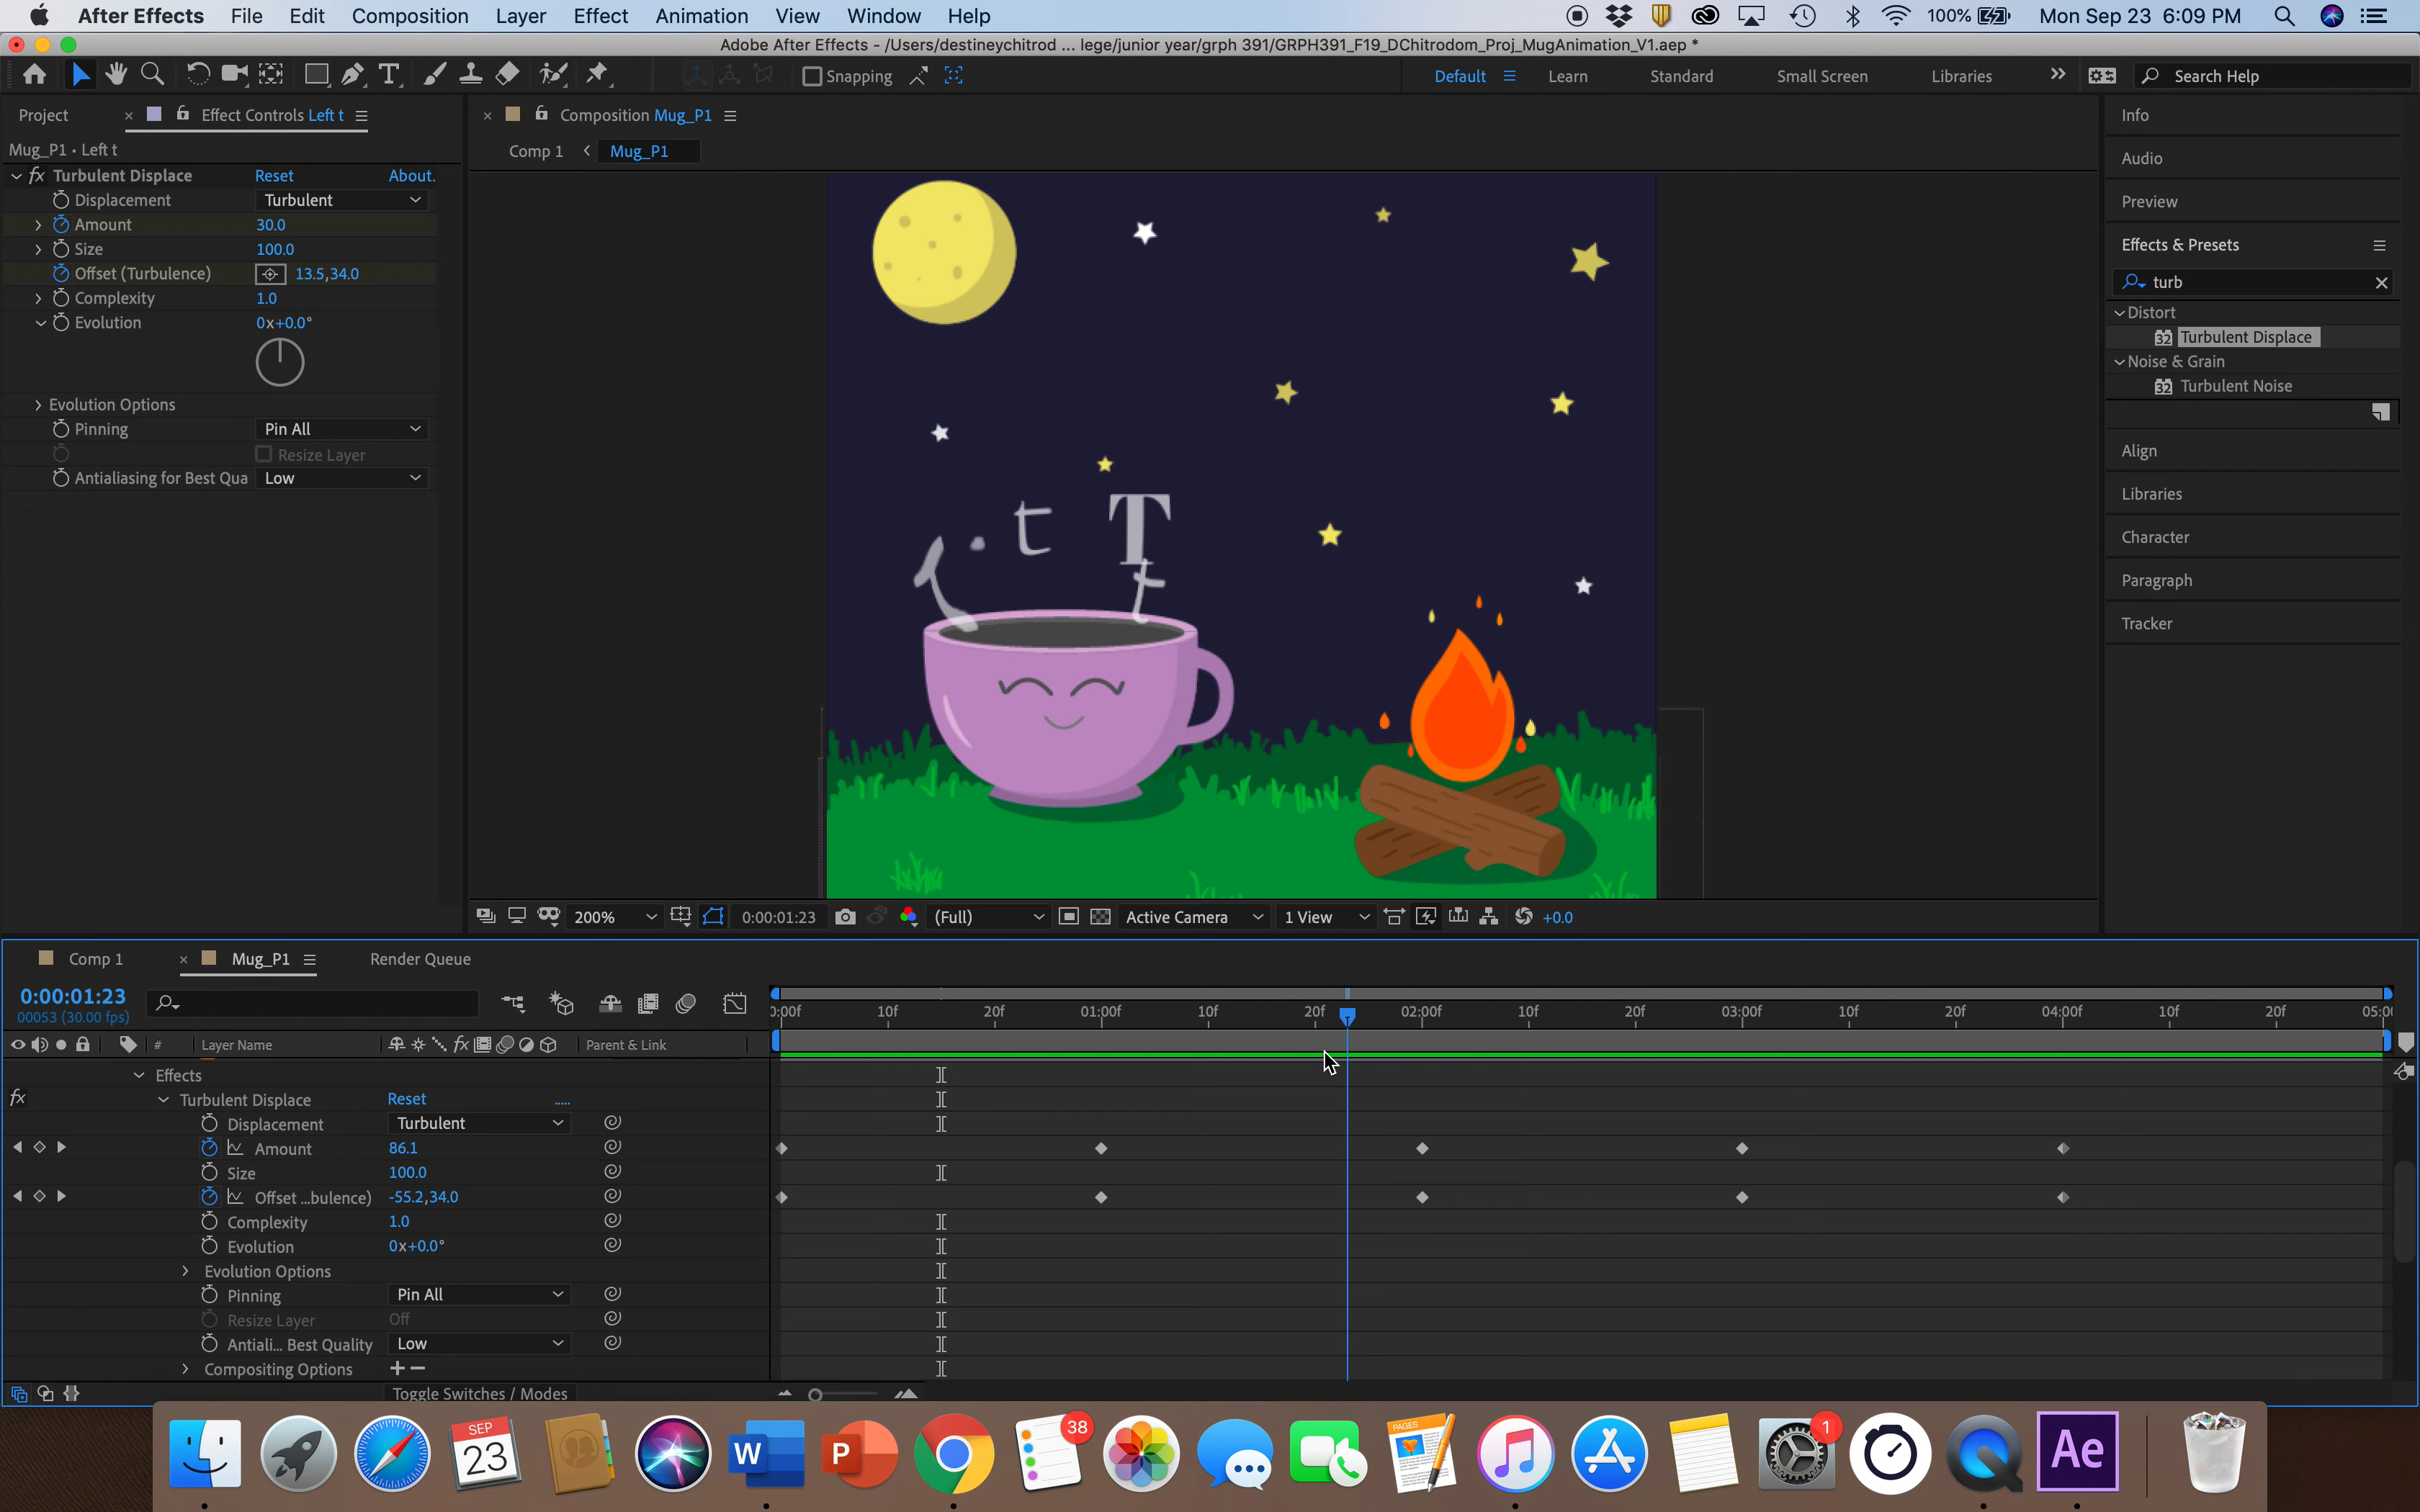 After Effects File Edit Composition Layer Effect Animation View Window Help 100% Mon Sep 23 6:09 PM
Adobe After Effects - /Users/destineychitrod ... lege/junior year/grph 391/GRPH391_F19_DChitrodom_Proj_MugAnimation_V1.aep *
T Snapping Default Learn Standard Small Screen Libraries Search Help
Project Effect Controls Left t Composition Mug_P1 Info
Mug_P1 • Left t Comp 1 Mug_P1 Audio
fx Turbulent Displace Reset About.
Displacement Turbulent Preview
Amount 30.0
Size 100.0 Effects & Presets
Offset (Turbulence) 13.5,34.0 turb
Complexity 1.0 Distort
Evolution 0x+0.0° 32 Turbulent Displace
Noise & Grain
32 Turbulent Noise
Evolution Options
Pinning Pin All Align
Resize Layer
Antialiasing for Best Qua Low Libraries
t T
t
Character
Paragraph
Tracker
200% 0:00:01:23 (Full) Active Camera 1 View +0.0
Comp 1 Mug_P1 Render Queue
0:00:01:23
00053 (30.00 fps) 0:00f 10f 20f 01:00f 10f 20f 02:00f 10f 20f 03:00f 10f 20f 04:00f 10f 20f 05:00
# Layer Name fx Parent & Link
Effects
fx Turbulent Displace Reset .....
Displacement Turbulent
Amount 86.1
Size 100.0
Offset ...bulence) -55.2,34.0
Complexity 1.0
Evolution 0x+0.0°
Evolution Options
Pinning Pin All
Resize Layer Off
Antiali... Best Quality Low
Compositing Options + −
Toggle Switches / Modes
SEP 23 W P 38 PAGES 1 Ae